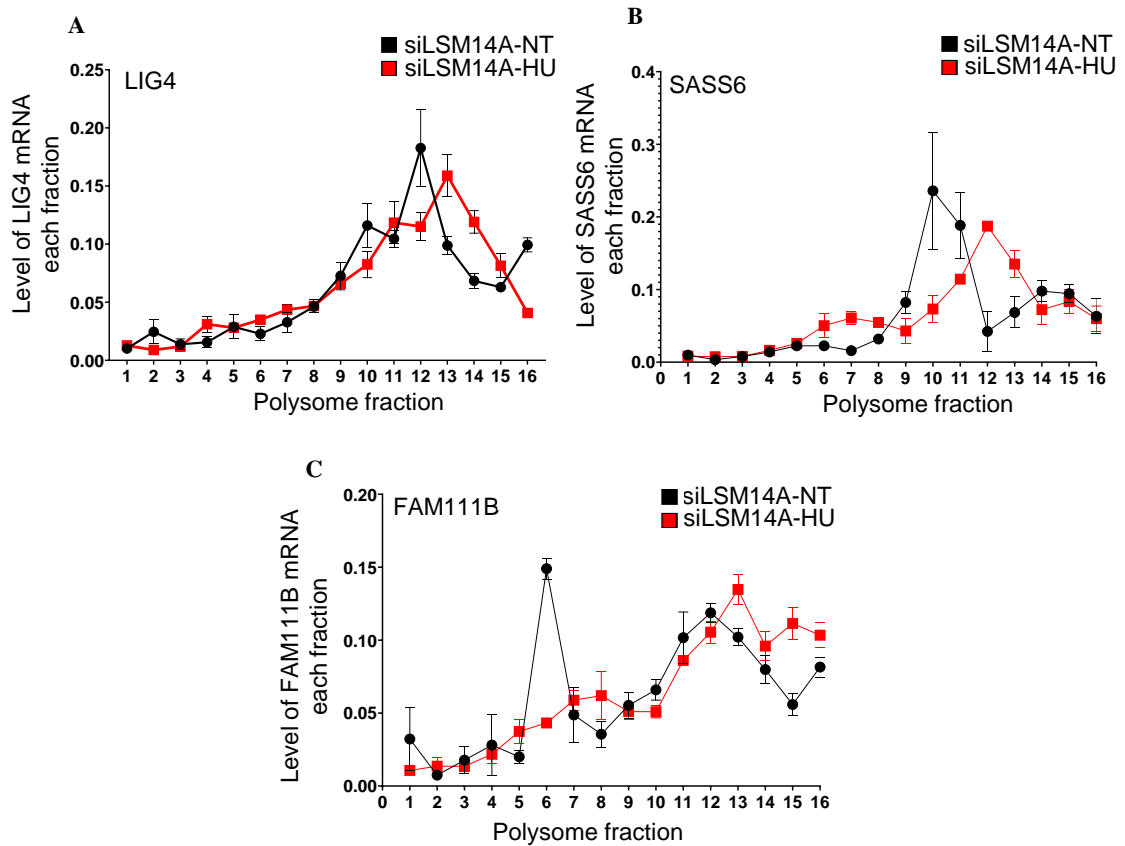 A
siLSM14A-NT
siLSM14A-HU
LIG4
Level of LIG4 mRNA
each fraction
0.25
0.20
0.15
0.10
0.05
0.00
1 2 3 4 5 6 7 8 9 10 11 12 13 14 15 16
Polysome fraction
B
siLSM14A-NT
siLSM14A-HU
SASS6
Level of SASS6 mRNA
each fraction
0.4
0.3
0.2
0.1
0.0
0 1 2 3 4 5 6 7 8 9 10 11 12 13 14 15 16
Polysome fraction
C
siLSM14A-NT
siLSM14A-HU
FAM111B
Level of FAM111B mRNA
each fraction
0.20
0.15
0.10
0.05
0.00
0 1 2 3 4 5 6 7 8 9 10 11 12 13 14 15 16
Polysome fraction